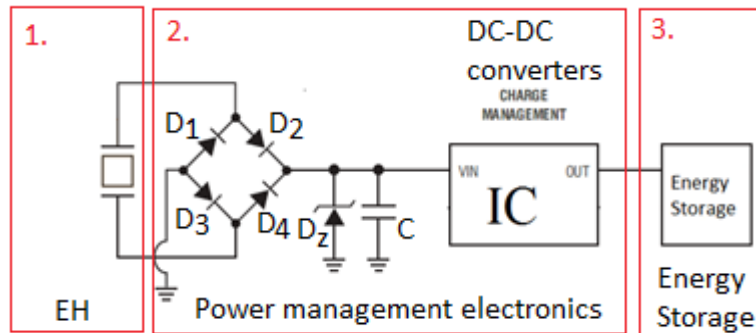 1.
2.
3.
DC-DC
converters
CHARGE
MANAGEMENT
D1
D2
VIN
OUT
IC
Energy
Storage
D3
D4
Dz
C
EH
Power management electronics
Energy
Storage